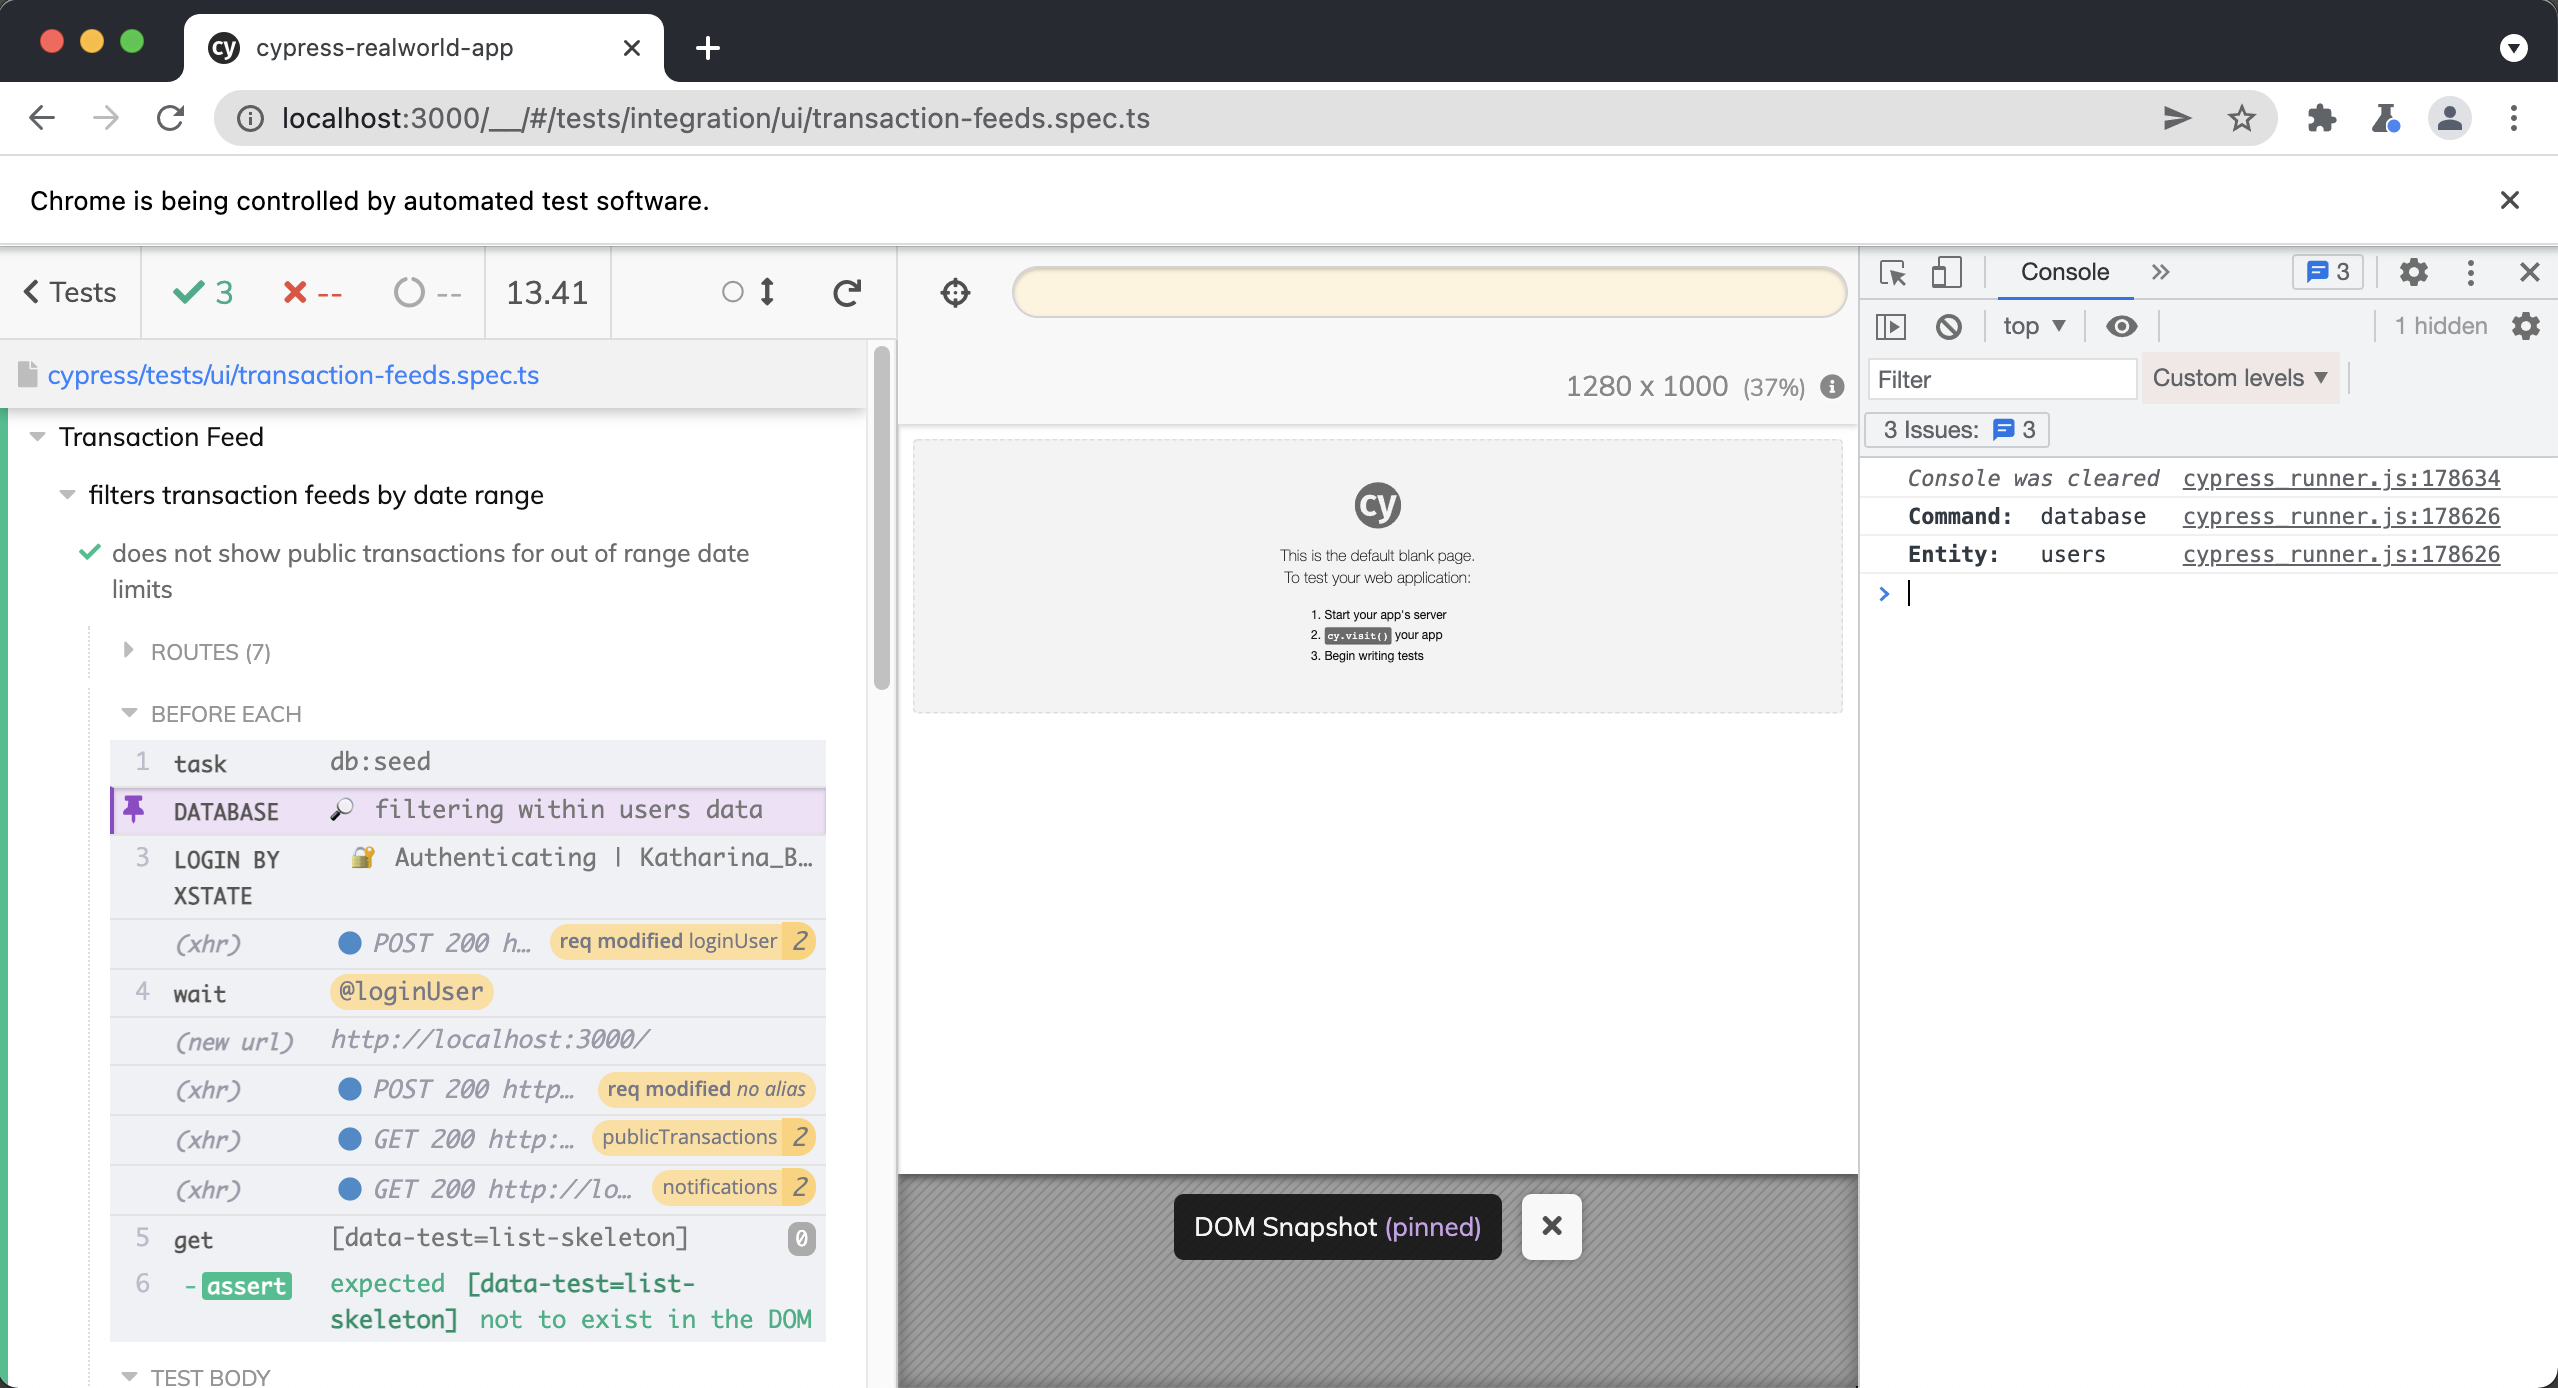 cy cypress-realworld-app
localhost:3000/__/#/tests/integration/ui/transaction-feeds.spec.ts
Chrome is being controlled by automated test software.
Tests 3 -- -- 13.41
cypress/tests/ui/transaction-feeds.spec.ts
Transaction Feed
filters transaction feeds by date range
does not show public transactions for out of range date
limits
ROUTES (7)
BEFORE EACH
1 task db:seed
DATABASE 🔎 filtering within users data
3 LOGIN BY XSTATE 🔐 Authenticating | Katharina_B…
(xhr) POST 200 h… req modified loginUser 2
4 wait @loginUser
(new url) http://localhost:3000/
(xhr) POST 200 http… req modified no alias
(xhr) GET 200 http:… publicTransactions 2
(xhr) GET 200 http://lo… notifications 2
5 get [data-test=list-skeleton] 0
6 -assert expected [data-test=list-
skeleton] not to exist in the DOM
TEST BODY
1280 x 1000 (37%)
cy
This is the default blank page.
To test your web application:
1. Start your app's server
2. cy.visit() your app
3. Begin writing tests
DOM Snapshot (pinned)
Console 3
top 1 hidden
Filter Custom levels
3 Issues: 3
Console was cleared cypress_runner.js:178634
Command: database cypress_runner.js:178626
Entity: users cypress_runner.js:178626